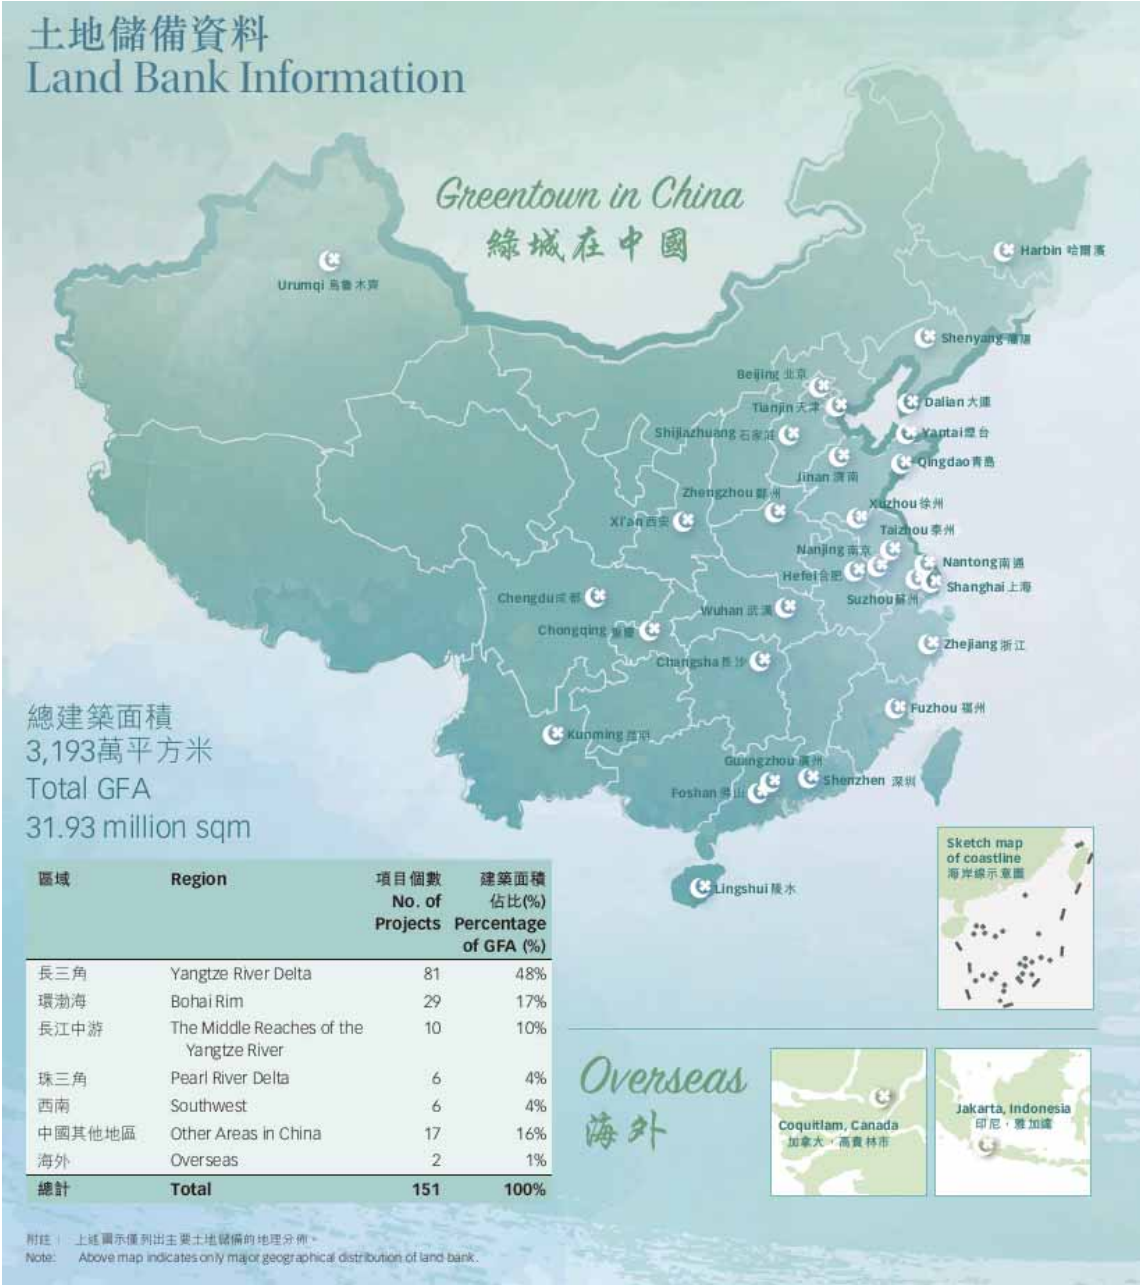 土地儲備資料
Land Bank Information
Greentown in China
綠城在中國
Harbin 哈爾濱
Urumqi 烏魯木齊
Shenyang 瀋陽
Beijing 北京
Dalian 大連
Tianjin 天津
Yantai 煙台
Shijiazhuang 石家莊
Qingdao 青島
Jinan 濟南
Zhengzhou 鄭州
Xuzhou 徐州
Xi'an 西安
Taizhou 泰州
Nanjing 南京
Nantong 南通
Hefei 合肥
Shanghai 上海
Chengdu 成都
Suzhou 蘇州
Wuhan 武漢
Chongqing 重慶
Zhejiang 浙江
Changsha 長沙
Fuzhou 福州
Kunming 昆明
Guangzhou 廣州
Shenzhen 深圳
Foshan 佛山
Lingshui 陵水
總建築面積
3,193萬平方米
Total GFA
31.93 million sqm
Sketch map
of coastline
海岸線示意圖
區域 Region 項目個數 建築面積
No. of 佔比(%)
Projects Percentage
of GFA (%)
長三角 Yangtze River Delta 81 48%
環渤海 Bohai Rim 29 17%
長江中游 The Middle Reaches of the 10 10%
Yangtze River
珠三角 Pearl River Delta 6 4%
西南 Southwest 6 4%
中國其他地區 Other Areas in China 17 16%
海外 Overseas 2 1%
總計 Total 151 100%
Overseas
海外
Coquitlam, Canada
加拿大・高貴林市
Jakarta, Indonesia
印尼・雅加達
附註： 上述圖示僅列出主要土地儲備的地理分佈。
Note: Above map indicates only major geographical distribution of land bank.